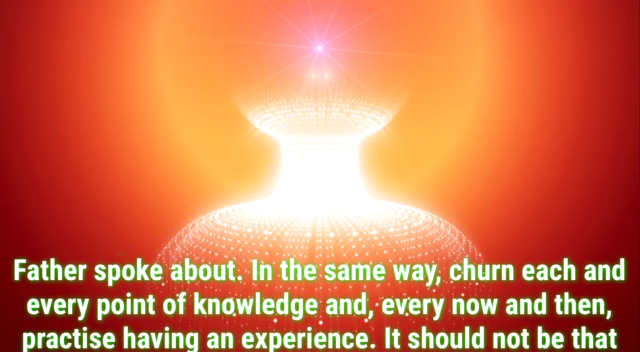 Father spoke about. In the same way, churn each and
every point of knowledge and, every now and then,
practise having an experience. It should not be that